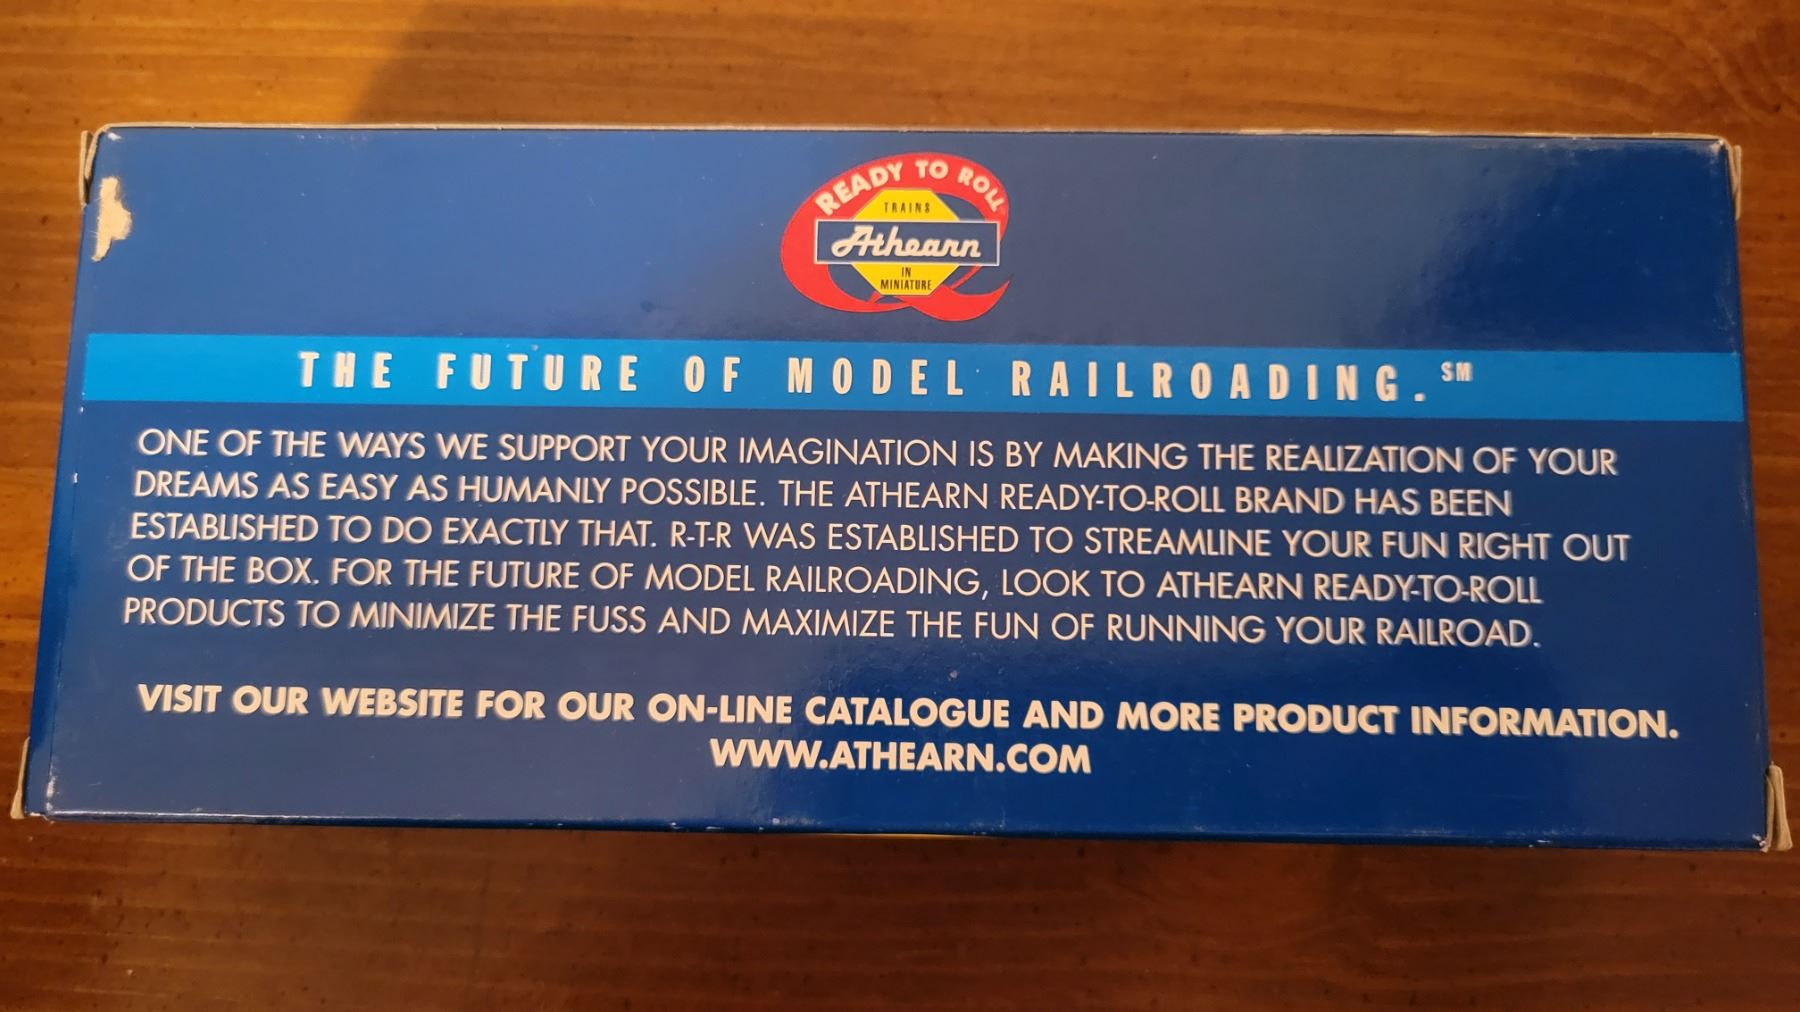 READY TO ROLL
TRAINS
Athearn
IN
MINIATURE
THE FUTURE OF MODEL RAILROADING.℠
ONE OF THE WAYS WE SUPPORT YOUR IMAGINATION IS BY MAKING THE REALIZATION OF YOUR
DREAMS AS EASY AS HUMANLY POSSIBLE. THE ATHEARN READY-TO-ROLL BRAND HAS BEEN
ESTABLISHED TO DO EXACTLY THAT. R-T-R WAS ESTABLISHED TO STREAMLINE YOUR FUN RIGHT OUT
OF THE BOX. FOR THE FUTURE OF MODEL RAILROADING, LOOK TO ATHEARN READY-TO-ROLL
PRODUCTS TO MINIMIZE THE FUSS AND MAXIMIZE THE FUN OF RUNNING YOUR RAILROAD.
VISIT OUR WEBSITE FOR OUR ON-LINE CATALOGUE AND MORE PRODUCT INFORMATION.
WWW.ATHEARN.COM